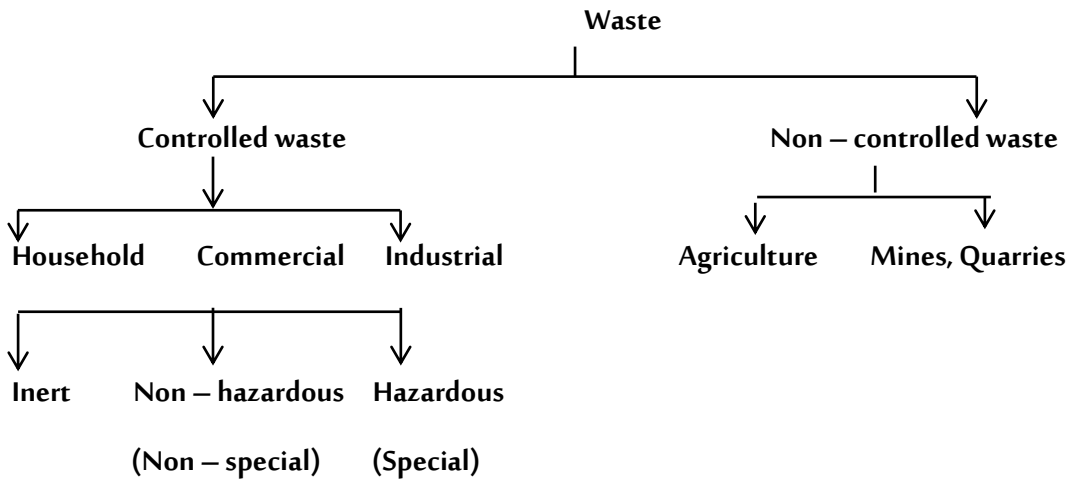 Waste
Controlled waste Non – controlled waste
Household Commercial Industrial Agriculture Mines, Quarries
Inert Non – hazardous Hazardous
(Non – special) (Special)